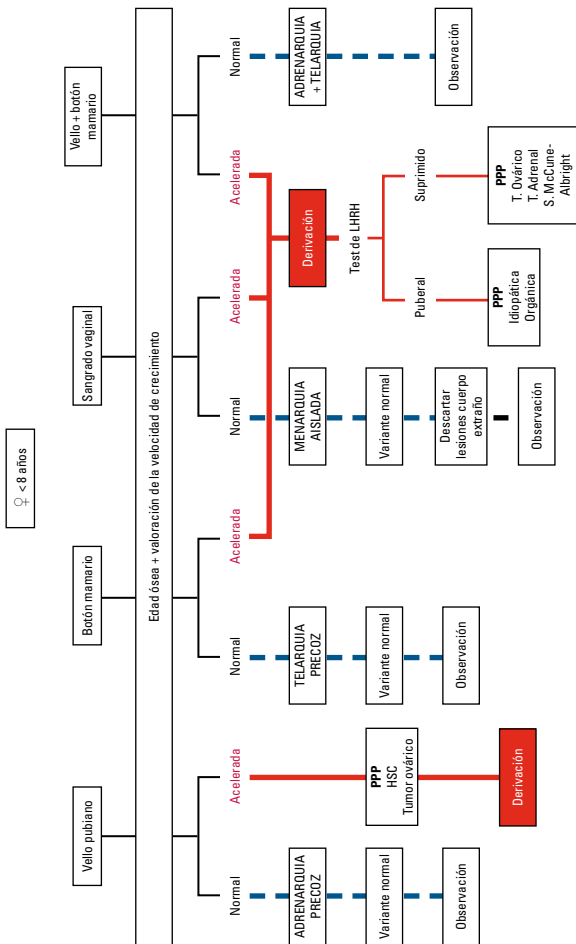 ♀ < 8 años
Vello pubiano
Botón mamario
Sangrado vaginal
Vello + botón
mamario
Edad ósea + valoración de la velocidad de crecimiento
Normal
Acelerada
Normal
Acelerada
Normal
Acelerada
Acelerada
Normal
ADRENARQUIA
PRECOZ
Variante normal
Observación
PPP
HSC
Tumor ovárico
Derivación
TELARQUIA
PRECOZ
Variante normal
Observación
MENARQUIA
AISLADA
Variante normal
Descartar
lesiones cuerpo
extraño
Observación
Derivación
Test de LHRH
Puberal
Suprimido
PPP
Idiopática
Orgánica
PPP
T. Ovárico
T. Adrenal
S. McCune-
Albright
ADRENARQUIA
+ TELARQUIA
Observación